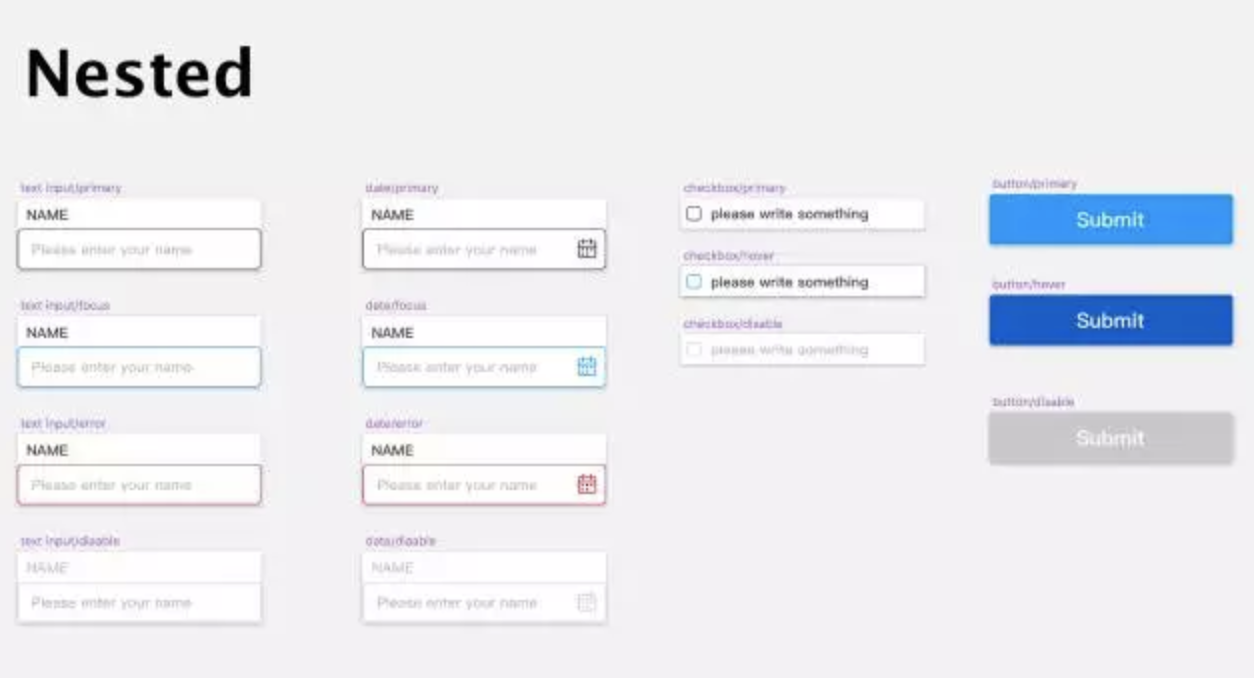 Nested
text input/primary
NAME
Please enter your name
text input/focus
NAME
Please enter your name
text input/error
NAME
Please enter your name
text input/disable
NAME
Please enter your name
date/primary
NAME
Please enter your name
date/focus
NAME
Please enter your name
date/error
NAME
Please enter your name
date/disable
NAME
Please enter your name
checkbox/primary
please write something
checkbox/hover
please write something
checkbox/disable
please write something
button/primary
Submit
button/hover
Submit
button/disable
Submit